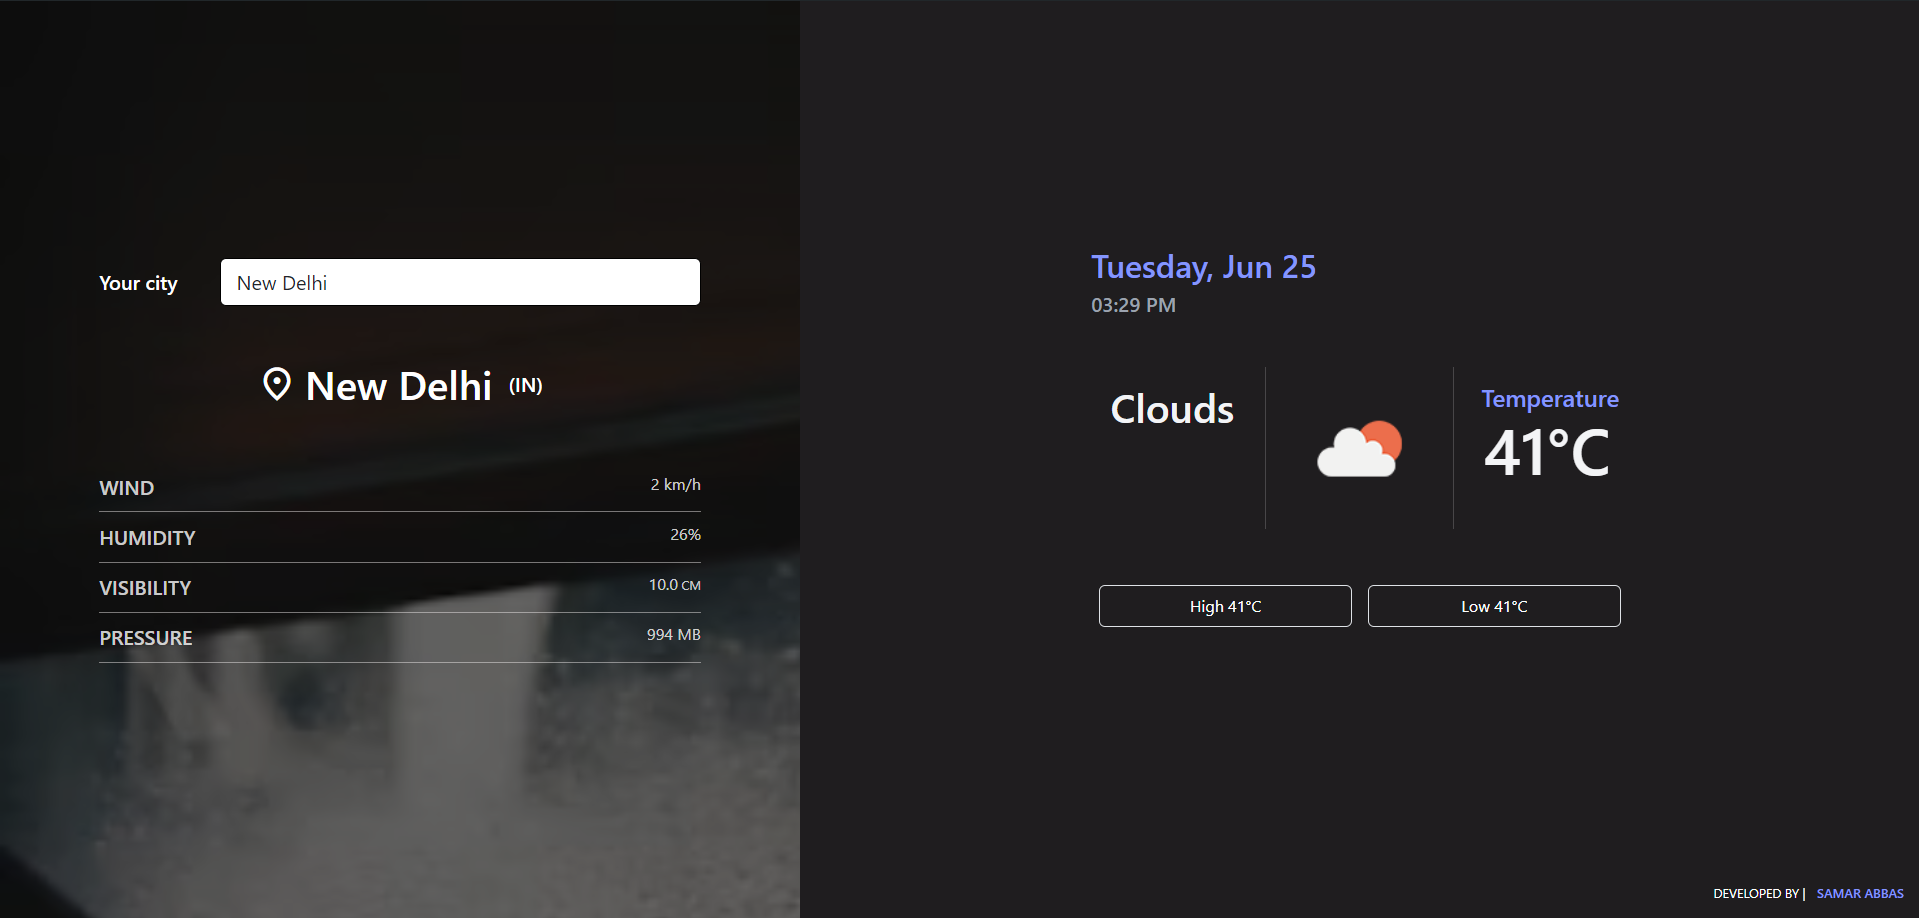 Your city
New Delhi
New Delhi (IN)
WIND 2 km/h
HUMIDITY 26%
VISIBILITY 10.0 CM
PRESSURE 994 MB
Tuesday, Jun 25
03:29 PM
Clouds
Temperature
41°C
High 41°C
Low 41°C
DEVELOPED BY | SAMAR ABBAS